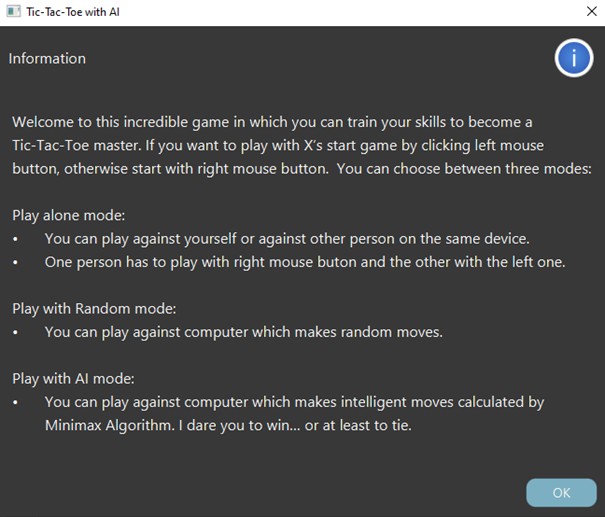 Tic-Tac-Toe with AI
Information
i
Welcome to this incredible game in which you can train your skills to become a
Tic-Tac-Toe master. If you want to play with X's start game by clicking left mouse
button, otherwise start with right mouse button.  You can choose between three modes:
Play alone mode:
• You can play against yourself or against other person on the same device.
• One person has to play with right mouse buton and the other with the left one.
Play with Random mode:
• You can play against computer which makes random moves.
Play with AI mode:
• You can play against computer which makes intelligent moves calculated by
Minimax Algorithm. I dare you to win... or at least to tie.
OK